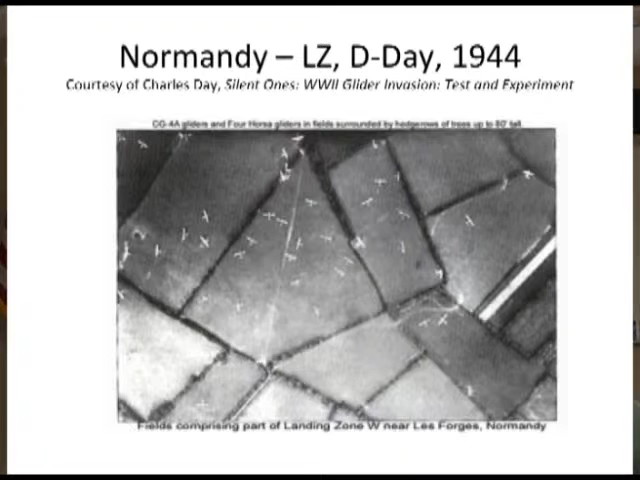 Normandy – LZ, D-Day, 1944
Courtesy of Charles Day, Silent Ones: WWII Glider Invasion: Test and Experiment
CG-4A gliders and Four Horsa gliders in fields surrounded by hedgerows of trees up to 80' tall
Fields comprising part of Landing Zone W near Les Forges, Normandy